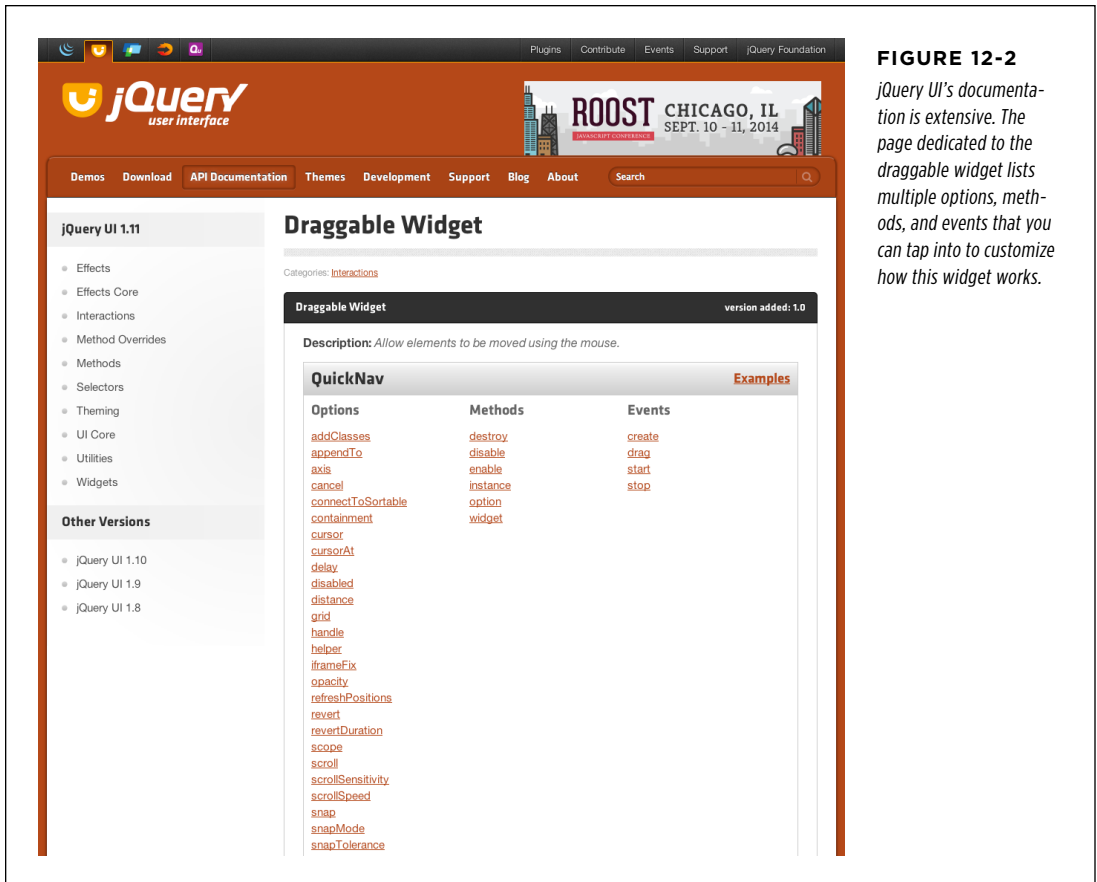 Plugins Contribute Events Support jQuery Foundation
jQuery
user interface
ROOST
JAVASCRIPT CONFERENCE
CHICAGO, IL
SEPT. 10 - 11, 2014
Demos Download API Documentation Themes Development Support Blog About Search
jQuery UI 1.11
Effects
Effects Core
Interactions
Method Overrides
Methods
Selectors
Theming
UI Core
Utilities
Widgets
Other Versions
jQuery UI 1.10
jQuery UI 1.9
jQuery UI 1.8
Draggable Widget
Categories: Interactions
Draggable Widget version added: 1.0
Description: Allow elements to be moved using the mouse.
QuickNav Examples
Options
addClasses
appendTo
axis
cancel
connectToSortable
containment
cursor
cursorAt
delay
disabled
distance
grid
handle
helper
iframeFix
opacity
refreshPositions
revert
revertDuration
scope
scroll
scrollSensitivity
scrollSpeed
snap
snapMode
snapTolerance
Methods
destroy
disable
enable
instance
option
widget
Events
create
drag
start
stop
FIGURE 12-2
jQuery UI's documenta-
tion is extensive. The
page dedicated to the
draggable widget lists
multiple options, meth-
ods, and events that you
can tap into to customize
how this widget works.